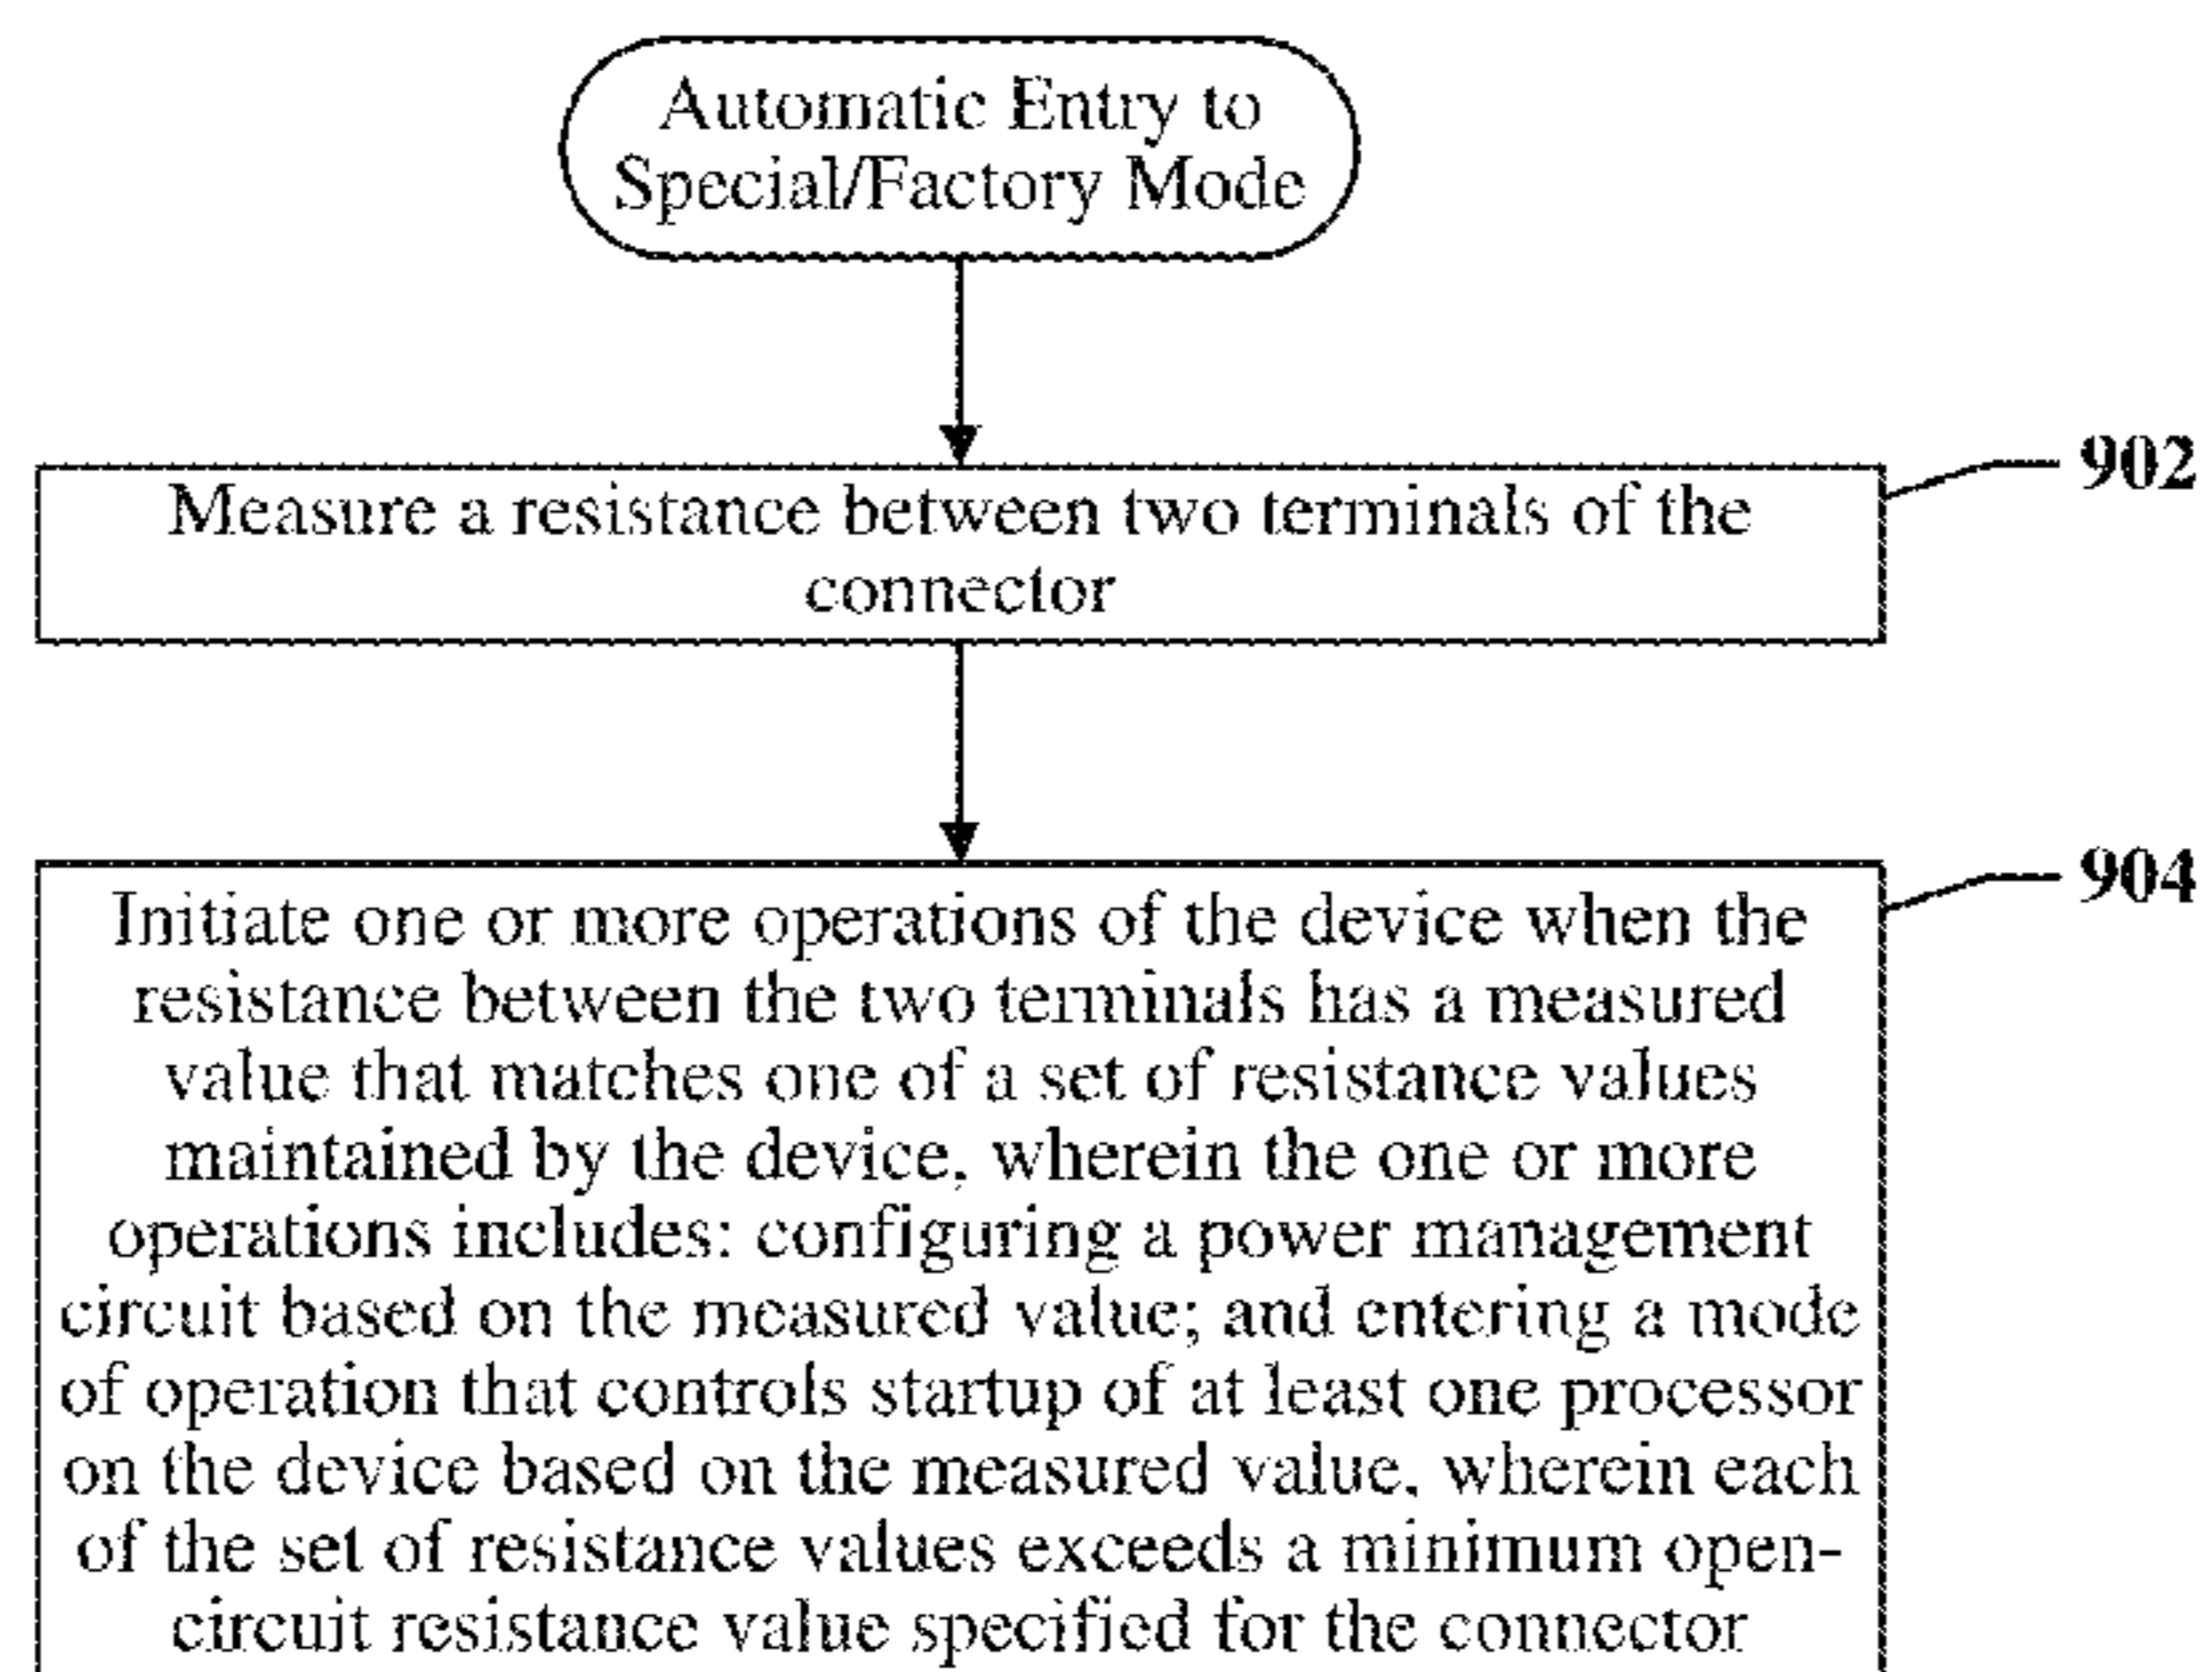 Automatic Entry to
Special/Factory Mode
902
Measure a resistance between two terminals of the
connector
904
Initiate one or more operations of the device when the
resistance between the two terminals has a measured
value that matches one of a set of resistance values
maintained by the device, wherein the one or more
operations includes: configuring a power management
circuit based on the measured value; and entering a mode
of operation that controls startup of at least one processor
on the device based on the measured value, wherein each
of the set of resistance values exceeds a minimum open-
circuit resistance value specified for the connector